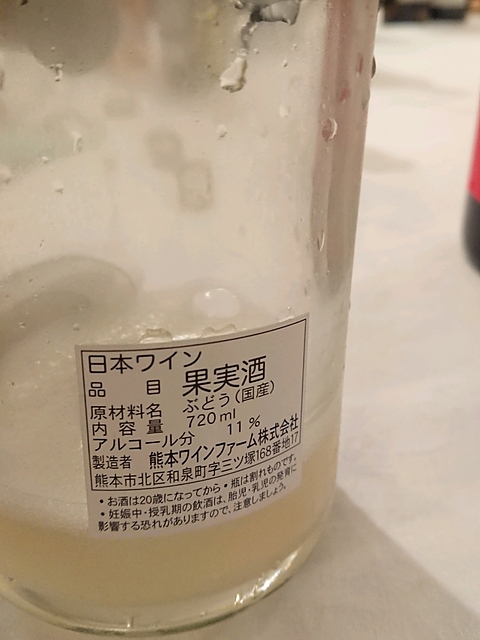 日本ワイン
品 目 果実酒
原材料名 ぶどう(国産)
内 容 量 720ml
アルコール分 11%
製造者 熊本ワインファーム株式会社
熊本市北区和泉町字三ツ塚168番地17
・お酒は20歳になってから・瓶は割れものです。
・妊娠中・授乳期の飲酒は、胎児・乳児の発育に
影響する恐れがありますので、注意しましょう。